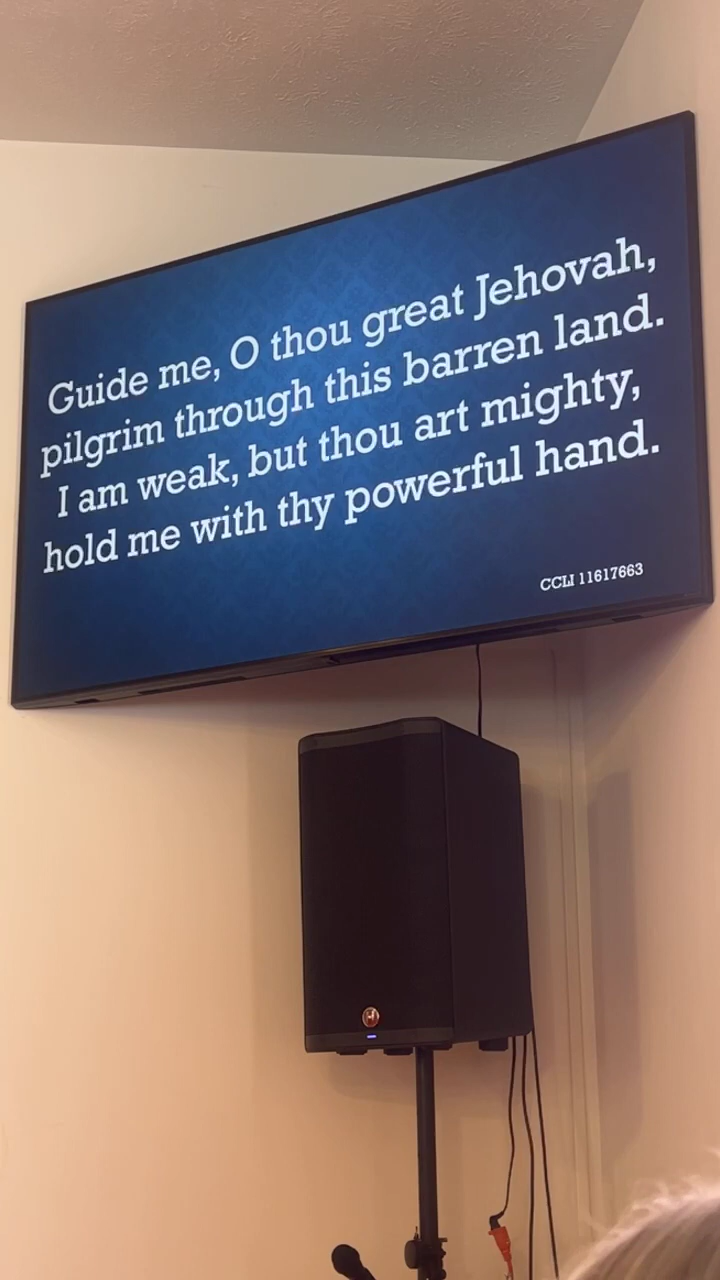 Guide me, O thou great Jehovah,
pilgrim through this barren land.
I am weak, but thou art mighty,
hold me with thy powerful hand.
CCLI 11617663